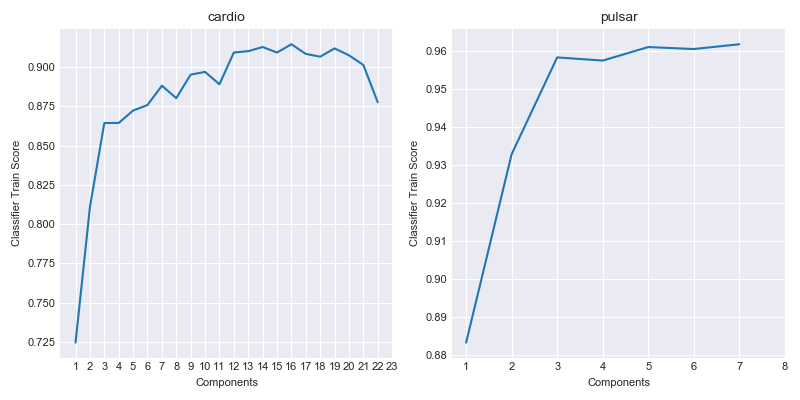 cardio
Classifier Train Score
0.900
0.875
0.850
0.825
0.800
0.775
0.750
0.725
1 2 3 4 5 6 7 8 9 10 11 12 13 14 15 16 17 18 19 20 21 22 23
Components
pulsar
Classifier Train Score
0.96
0.95
0.94
0.93
0.92
0.91
0.90
0.89
0.88
1 2 3 4 5 6 7 8
Components